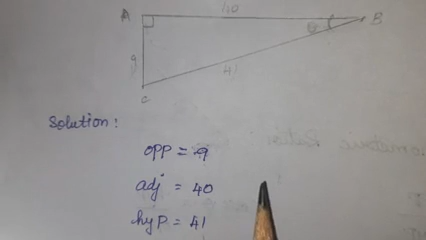 40
A
B
θ
9
41
C
Solution:
opp = 9
adj = 40
hyp = 41